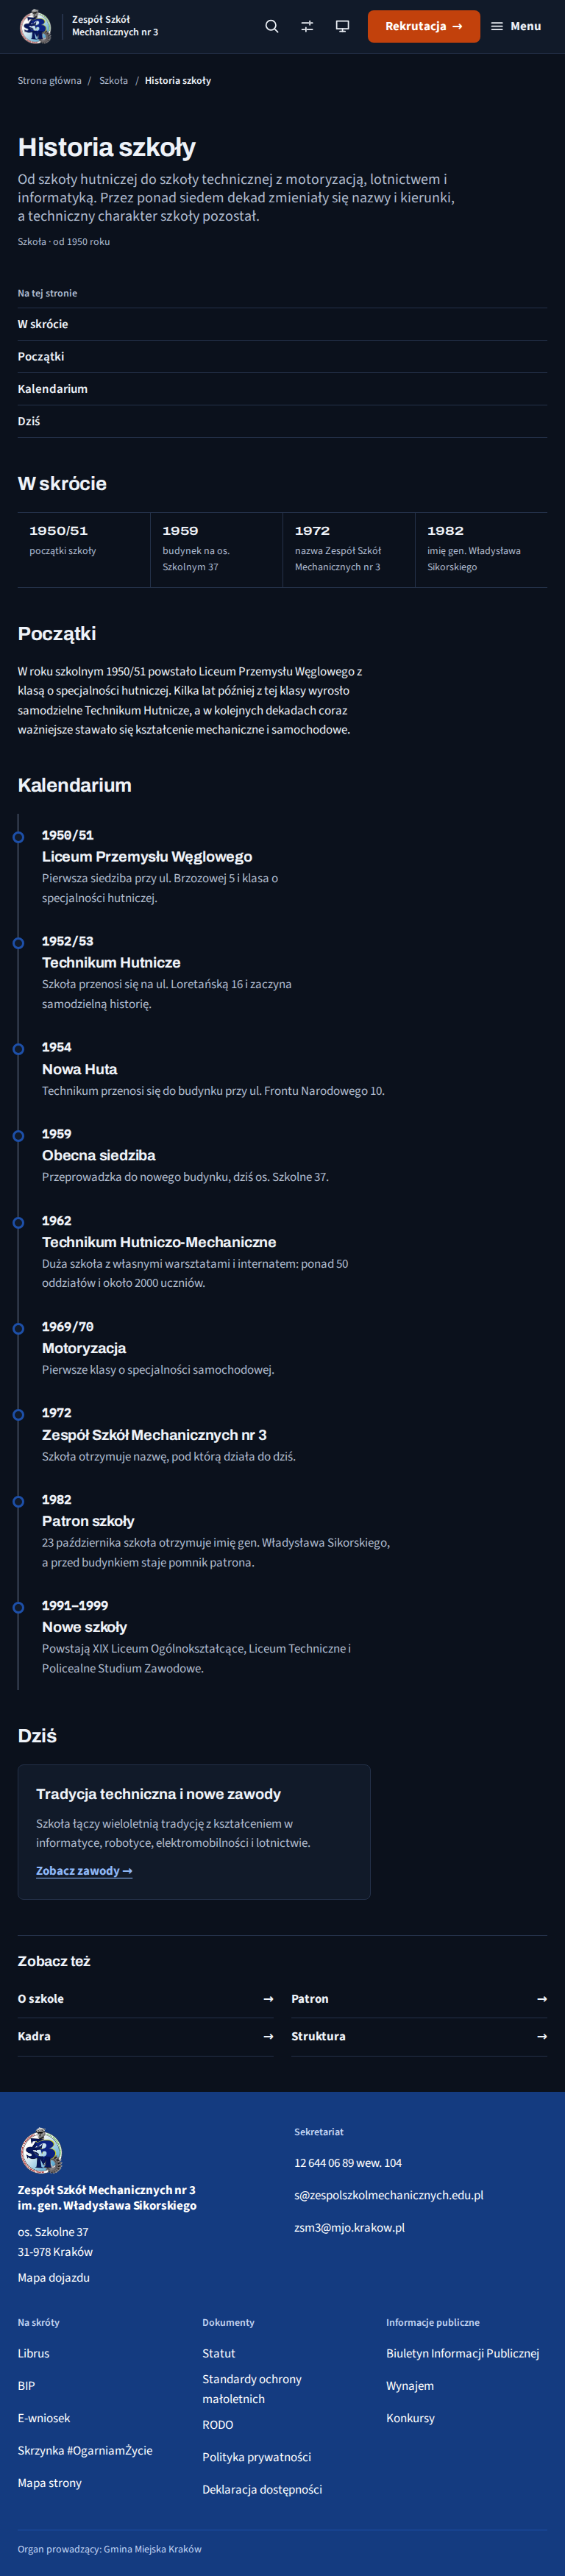 Zespół Szkół
Mechanicznych nr 3
Rekrutacja →
Menu
Strona główna / Szkoła / Historia szkoły
Historia szkoły
Od szkoły hutniczej do szkoły technicznej z motoryzacją, lotnictwem i
informatyką. Przez ponad siedem dekad zmieniały się nazwy i kierunki,
a techniczny charakter szkoły pozostał.
Szkoła · od 1950 roku
Na tej stronie
W skrócie
Początki
Kalendarium
Dziś
W skrócie
1950/51
początki szkoły
1959
budynek na os.
Szkolnym 37
1972
nazwa Zespół Szkół
Mechanicznych nr 3
1982
imię gen. Władysława
Sikorskiego
Początki
W roku szkolnym 1950/51 powstało Liceum Przemysłu Węglowego z
klasą o specjalności hutniczej. Kilka lat później z tej klasy wyrosło
samodzielne Technikum Hutnicze, a w kolejnych dekadach coraz
ważniejsze stawało się kształcenie mechaniczne i samochodowe.
Kalendarium
1950/51
Liceum Przemysłu Węglowego
Pierwsza siedziba przy ul. Brzozowej 5 i klasa o
specjalności hutniczej.
1952/53
Technikum Hutnicze
Szkoła przenosi się na ul. Loretańską 16 i zaczyna
samodzielną historię.
1954
Nowa Huta
Technikum przenosi się do budynku przy ul. Frontu Narodowego 10.
1959
Obecna siedziba
Przeprowadzka do nowego budynku, dziś os. Szkolne 37.
1962
Technikum Hutniczo-Mechaniczne
Duża szkoła z własnymi warsztatami i internatem: ponad 50
oddziałów i około 2000 uczniów.
1969/70
Motoryzacja
Pierwsze klasy o specjalności samochodowej.
1972
Zespół Szkół Mechanicznych nr 3
Szkoła otrzymuje nazwę, pod którą działa do dziś.
1982
Patron szkoły
23 października szkoła otrzymuje imię gen. Władysława Sikorskiego,
a przed budynkiem staje pomnik patrona.
1991–1999
Nowe szkoły
Powstają XIX Liceum Ogólnokształcące, Liceum Techniczne i
Policealne Studium Zawodowe.
Dziś
Tradycja techniczna i nowe zawody
Szkoła łączy wieloletnią tradycję z kształceniem w
informatyce, robotyce, elektromobilności i lotnictwie.
Zobacz zawody →
Zobacz też
O szkole →
Patron →
Kadra →
Struktura →
Zespół Szkół Mechanicznych nr 3
im. gen. Władysława Sikorskiego
os. Szkolne 37
31-978 Kraków
Mapa dojazdu
Sekretariat
12 644 06 89 wew. 104
s@zespolszkolmechanicznych.edu.pl
zsm3@mjo.krakow.pl
Na skróty
Librus
BIP
E-wniosek
Skrzynka #OgarniamŻycie
Mapa strony
Dokumenty
Statut
Standardy ochrony
małoletnich
RODO
Polityka prywatności
Deklaracja dostępności
Informacje publiczne
Biuletyn Informacji Publicznej
Wynajem
Konkursy
Organ prowadzący: Gmina Miejska Kraków